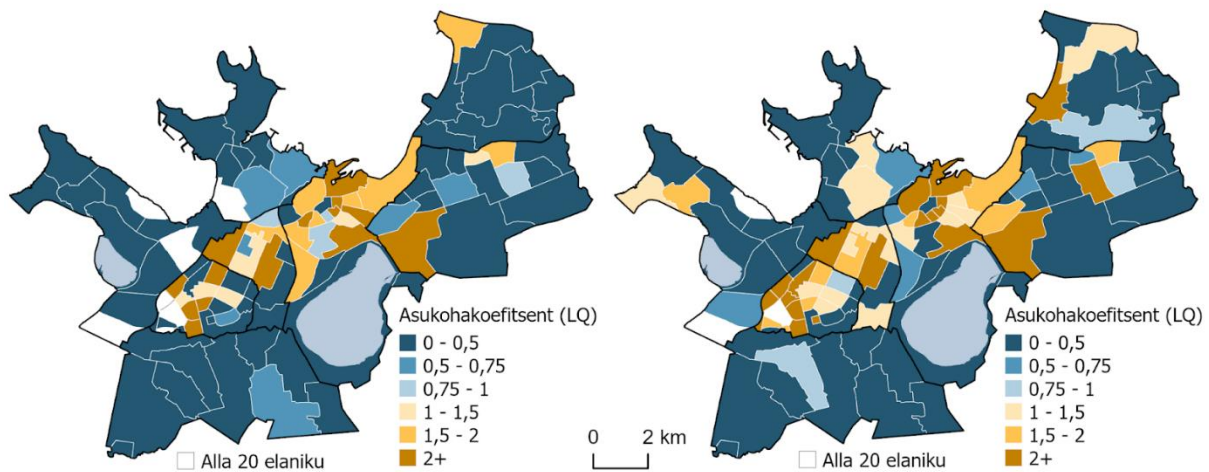 Asukohakoefitsent (LQ)
0 - 0,5
0,5 - 0,75
0,75 - 1
1 - 1,5
1,5 - 2
2+
Alla 20 elaniku
0 2 km
Asukohakoefitsent (LQ)
0 - 0,5
0,5 - 0,75
0,75 - 1
1 - 1,5
1,5 - 2
2+
Alla 20 elaniku